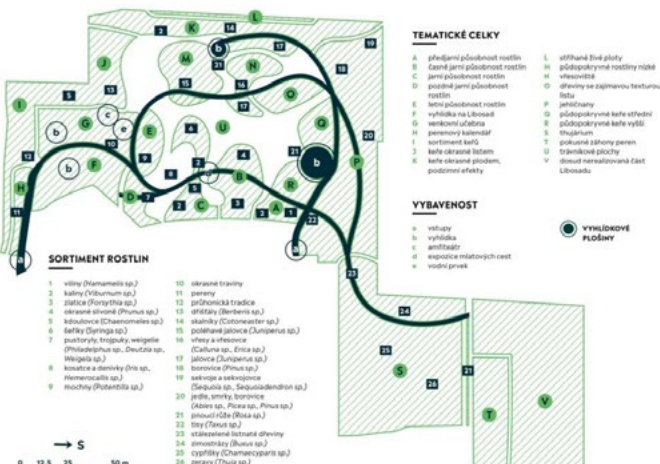 TEMATICKÉ CELKY
A předjarní působnost rostlin
B časně jarní působnost rostlin
C jarní působnost rostlin
D pozdně jarní působnost
rostlin
E letní působnost rostlin
F vyhlídka na Libosad
G venkovní učebna
H perenový kalendář
I sortiment keřů
J keře okrasné listem
K keře okrasné plodem,
podzimní efekty
L stříhané živé ploty
M půdopokryvné rostliny nízké
N vřesoviště
O dřeviny se zajímavou texturou
listu
P jehličnany
Q půdopokryvné keře střední
R půdopokryvné keře vyšší
S thujárium
T pokusné záhony peren
U trávníkové plochy
V dosud nerealizovaná část
Libosadu
VYBAVENOST
a vstupy
b vyhlídka
c amfiteátr
d expozice mlatových cest
e vodní prvek
VYHLÍDKOVÉ
PLOŠINY
SORTIMENT ROSTLIN
1 vilíny (Hamamelis sp.)
2 kaliny (Viburnum sp.)
3 zlatice (Forsythia sp.)
4 okrasné slivoně (Prunus sp.)
5 kdoulovce (Chaenomeles sp.)
6 šeříky (Syringa sp.)
7 pustoryly, trojpuky, weigelie
(Philadelphus sp., Deutzia sp.,
Weigela sp.)
8 kosatce a denivky (Iris sp.,
Hemerocallis sp.)
9 mochny (Potentilla sp.)
10 okrasné traviny
11 pereny
12 průhonická tradice
13 dřišťály (Berberis sp.)
14 skalníky (Cotoneaster sp.)
15 poléhavé jalovce (Juniperus sp.)
16 vřesy a vřesovce
(Calluna sp., Erica sp.)
17 jalovce (Juniperus sp.)
18 borovice (Pinus sp.)
19 sekvoje a sekvojovce
(Sequoia sp., Sequoiadendron sp.)
20 jedle, smrky, borovice
(Abies sp., Picea sp., Pinus sp.)
21 pnoucí růže (Rosa sp.)
22 tisy (Taxus sp.)
23 stálezelené listnaté dřeviny
24 zimostrázy (Buxus sp.)
25 cypřišky (Chamaecyparis sp.)
26 zeravy (Thuja sp.)
S
0 12,5 25 50 m